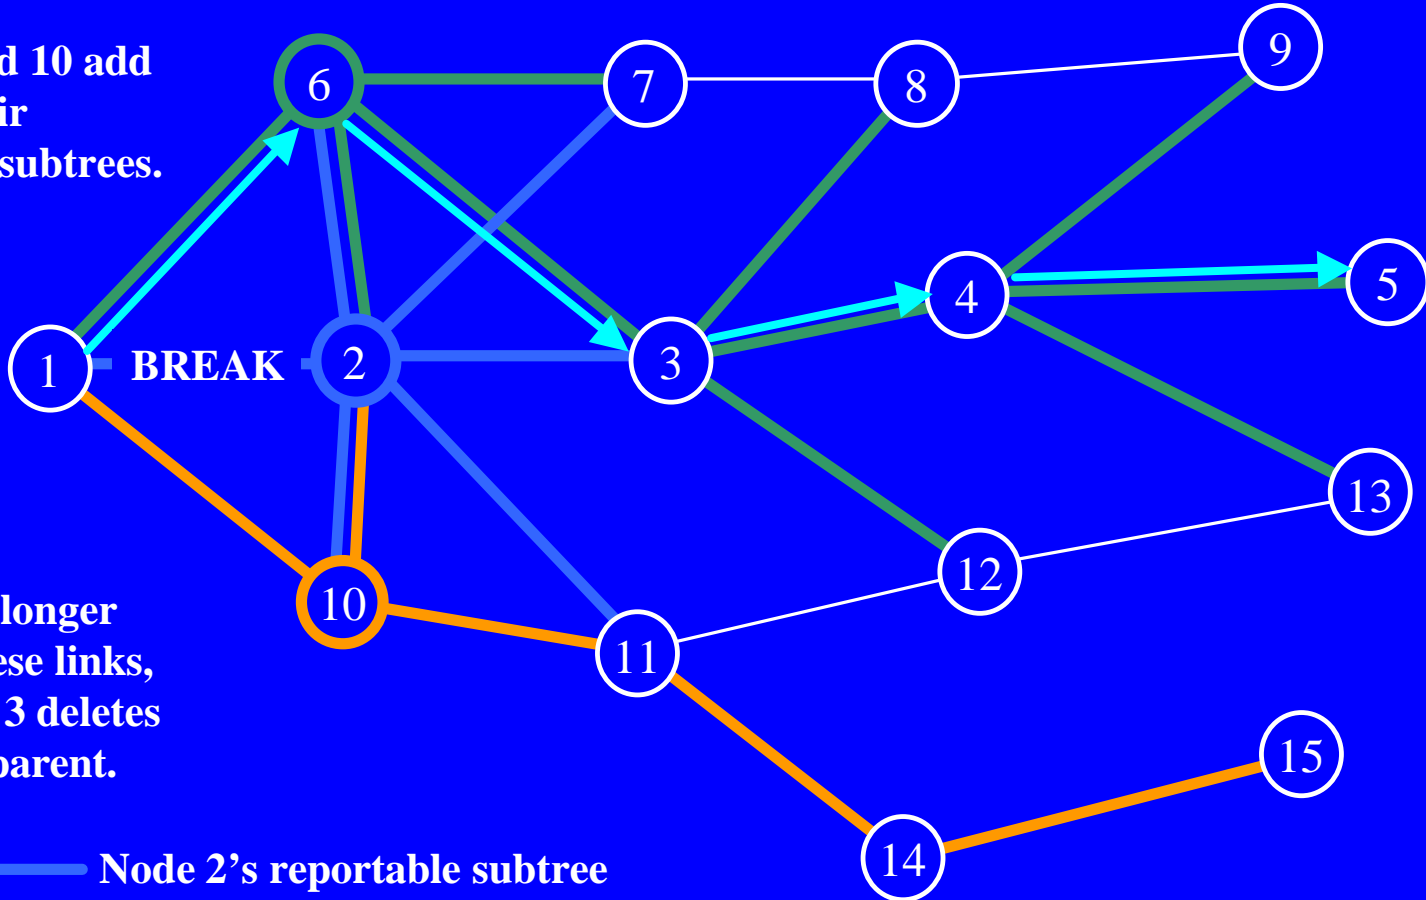 d 10 add
ir
subtrees.
6
7
8
9
1
BREAK
2
3
4
5
10
11
12
13
14
15
longer
ese links,
3 deletes
parent.
Node 2’s reportable subtree